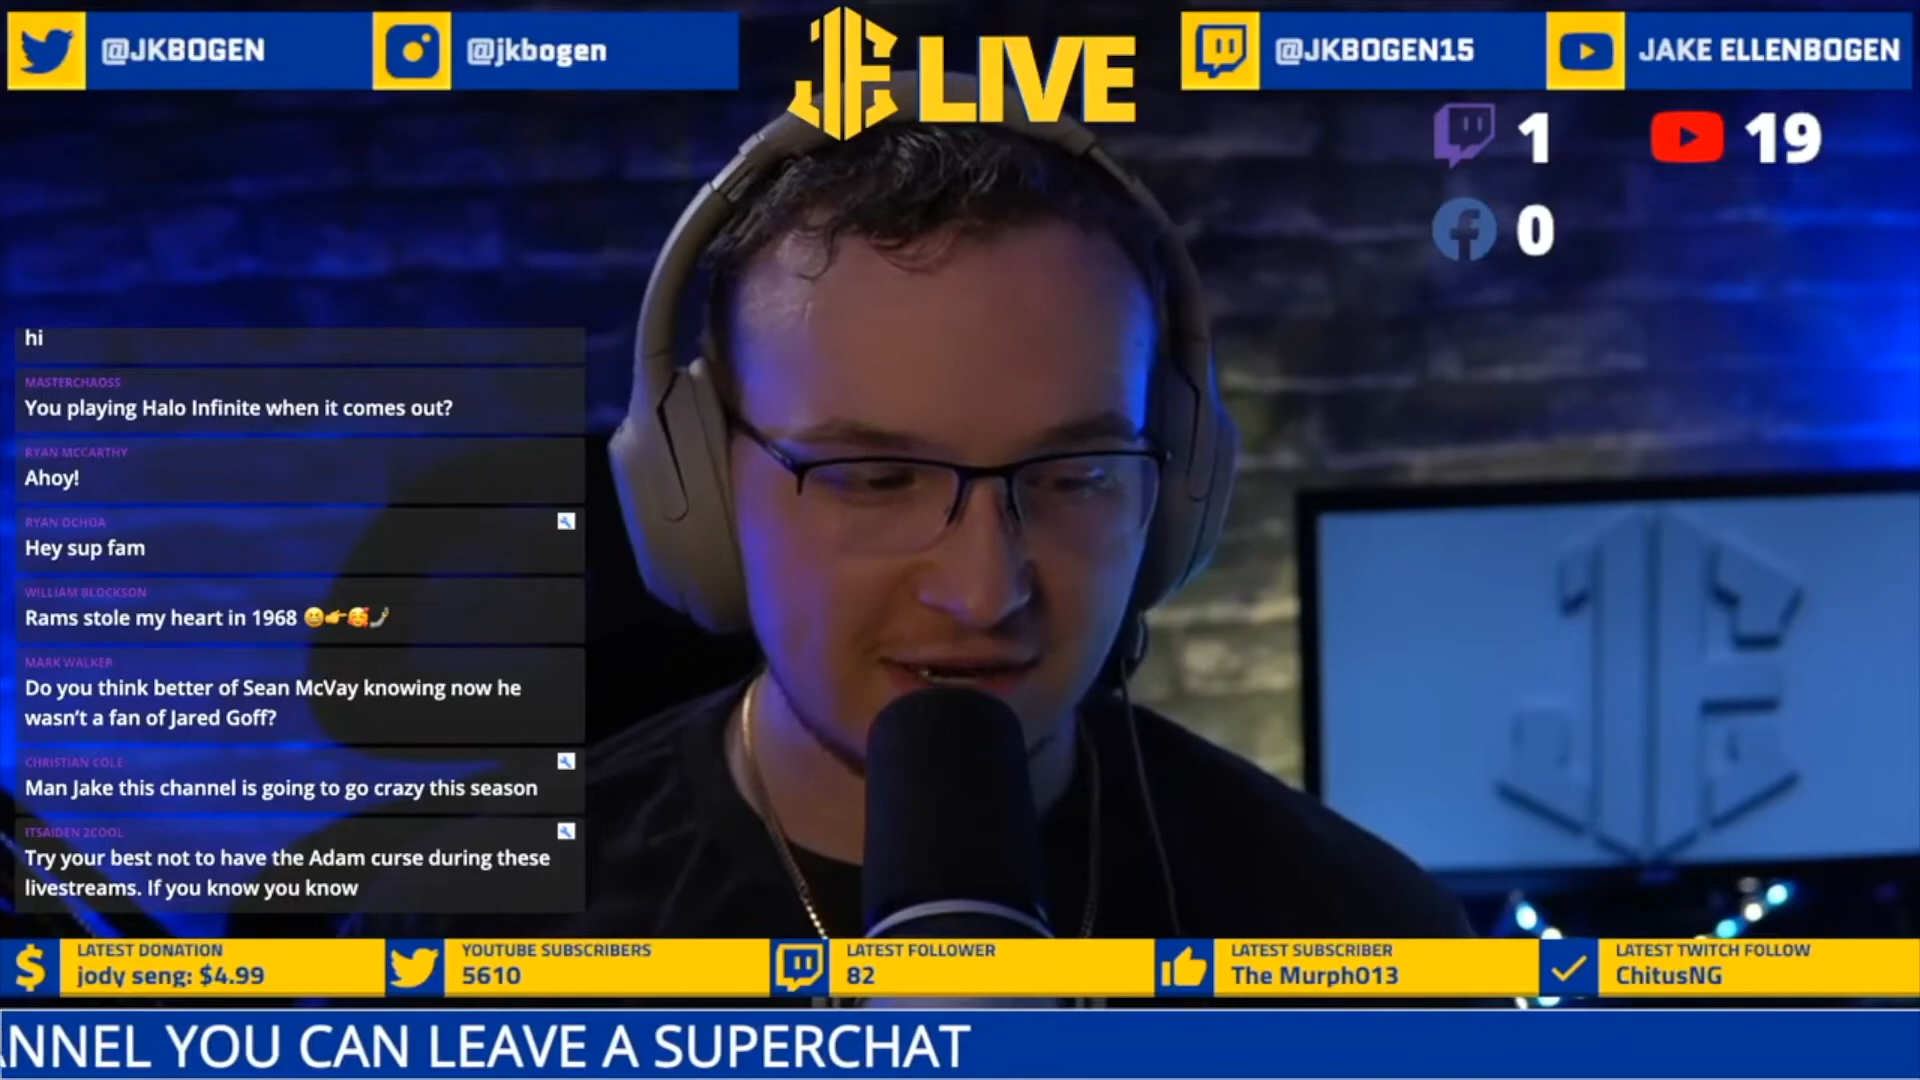 @JKBOGEN
@jkbogen
JE LIVE
@JKBOGEN15
JAKE ELLENBOGEN
1
19
0
hi
MASTERCHAOSS
You playing Halo Infinite when it comes out?
RYAN MCCARTHY
Ahoy!
RYAN OCHOA
Hey sup fam
WILLIAM BLOCKSON
Rams stole my heart in 1968 😀👉🥰🤳
MARK WALKER
Do you think better of Sean McVay knowing now he
wasn't a fan of Jared Goff?
CHRISTIAN COLE
Man Jake this channel is going to go crazy this season
ITSAIDEN 2COOL
Try your best not to have the Adam curse during these
livestreams. If you know you know
LATEST DONATION
jody seng: $4.99
YOUTUBE SUBSCRIBERS
5610
LATEST FOLLOWER
82
LATEST SUBSCRIBER
The Murph013
LATEST TWITCH FOLLOW
ChitusNG
ANNEL YOU CAN LEAVE A SUPERCHAT